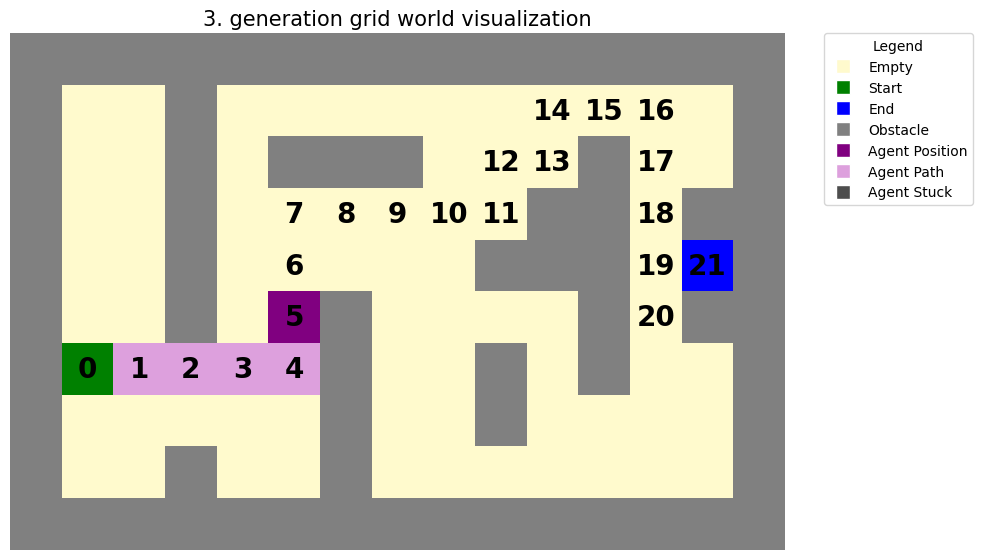 3. generation grid world visualization
Legend
Empty
Start
End
Obstacle
Agent Position
Agent Path
Agent Stuck
14 15 16
12 13 17
7 8 9 10 11 18
6 19 21
5 20
0 1 2 3 4